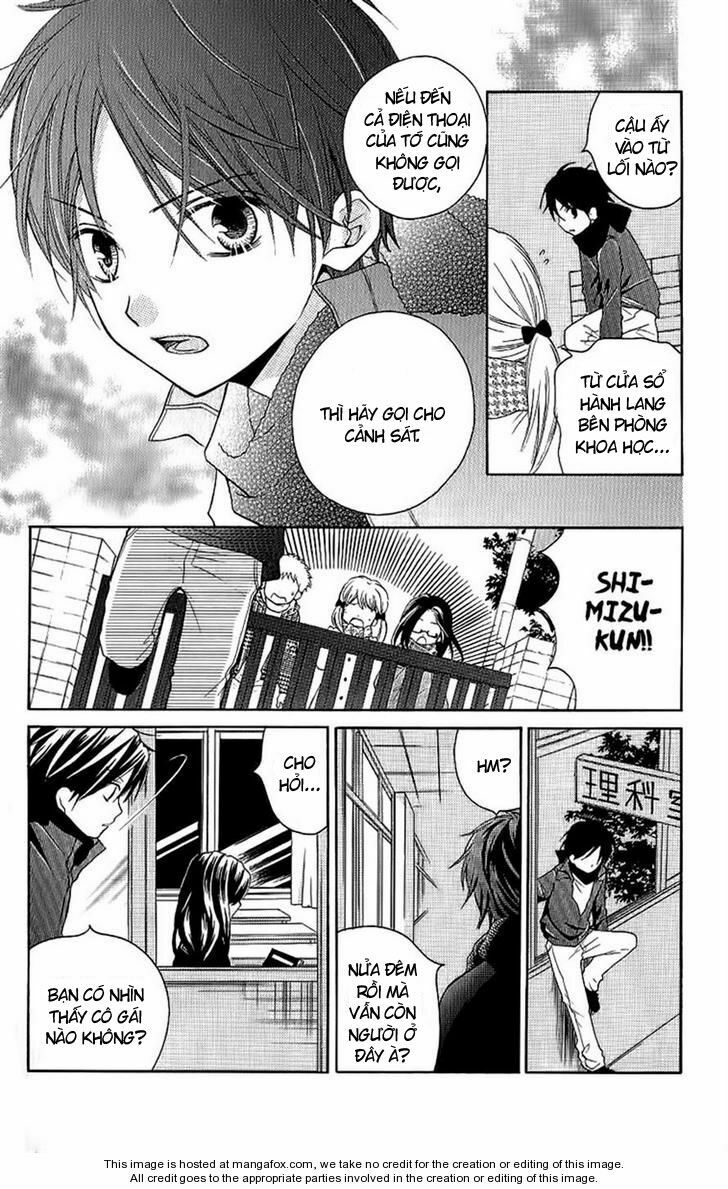 CẬU ẤY
VÀO TỪ
LỐI NÀO?
TỪ CỬA SỔ
HÀNH LANG
BÊN PHÒNG
KHOA HỌC...
NẾU ĐẾN
CẢ ĐIỆN THOẠI
CỦA TỚ CŨNG
KHÔNG GỌI
ĐƯỢC,
THÌ HÃY GỌI CHO
CẢNH SÁT.
SHI-
MIZU-
KUN!!
理科室
HM?
NỬA ĐÊM
RỒI MÀ
VẪN CÒN
NGƯỜI Ở
ĐÂY À?
CHO
HỎI...
BẠN CÓ NHÌN
THẤY CÔ GÁI
NÀO KHÔNG?
This image is hosted at mangafox.com, we take no credit for the creation or editing of this image.
All credit goes to the appropriate parties involved in the creation or editing of this image.